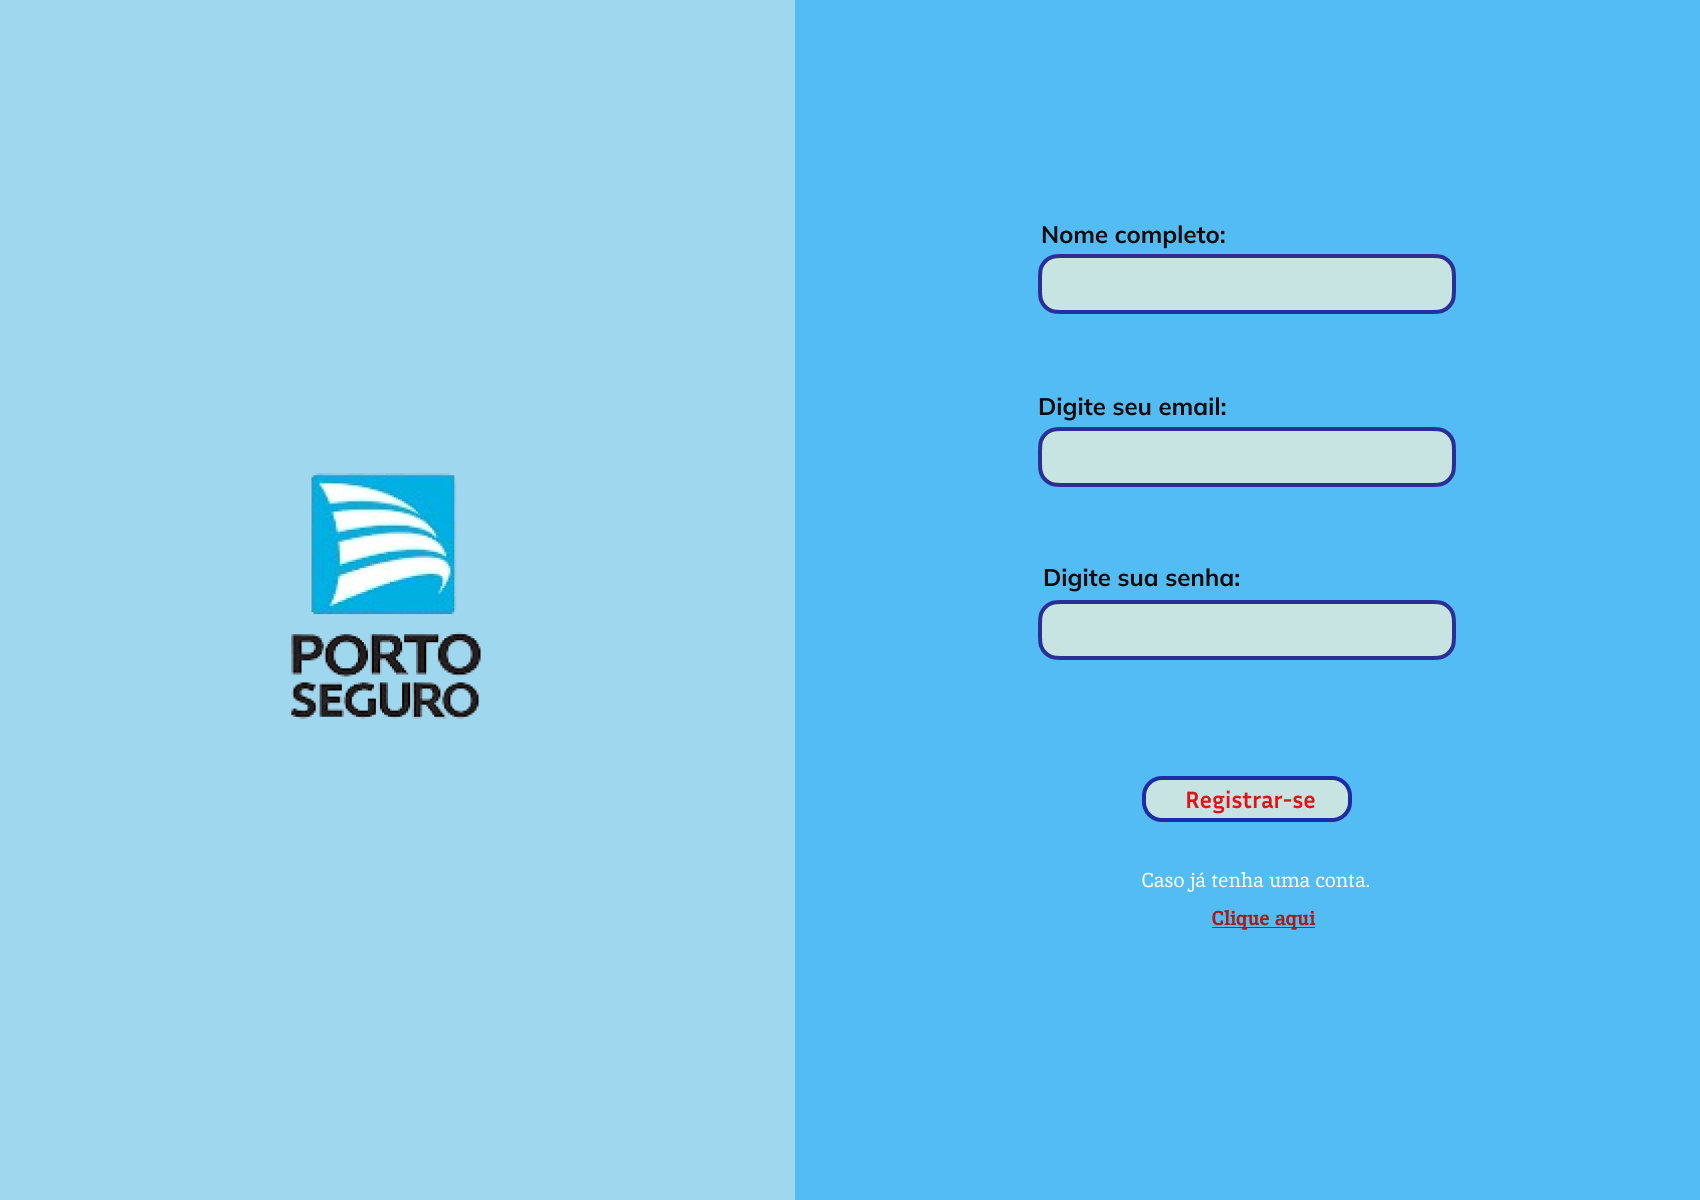 PORTO
SEGURO
Nome completo:
Digite seu email:
Digite sua senha:
Registrar-se
Caso já tenha uma conta.
Clique aqui